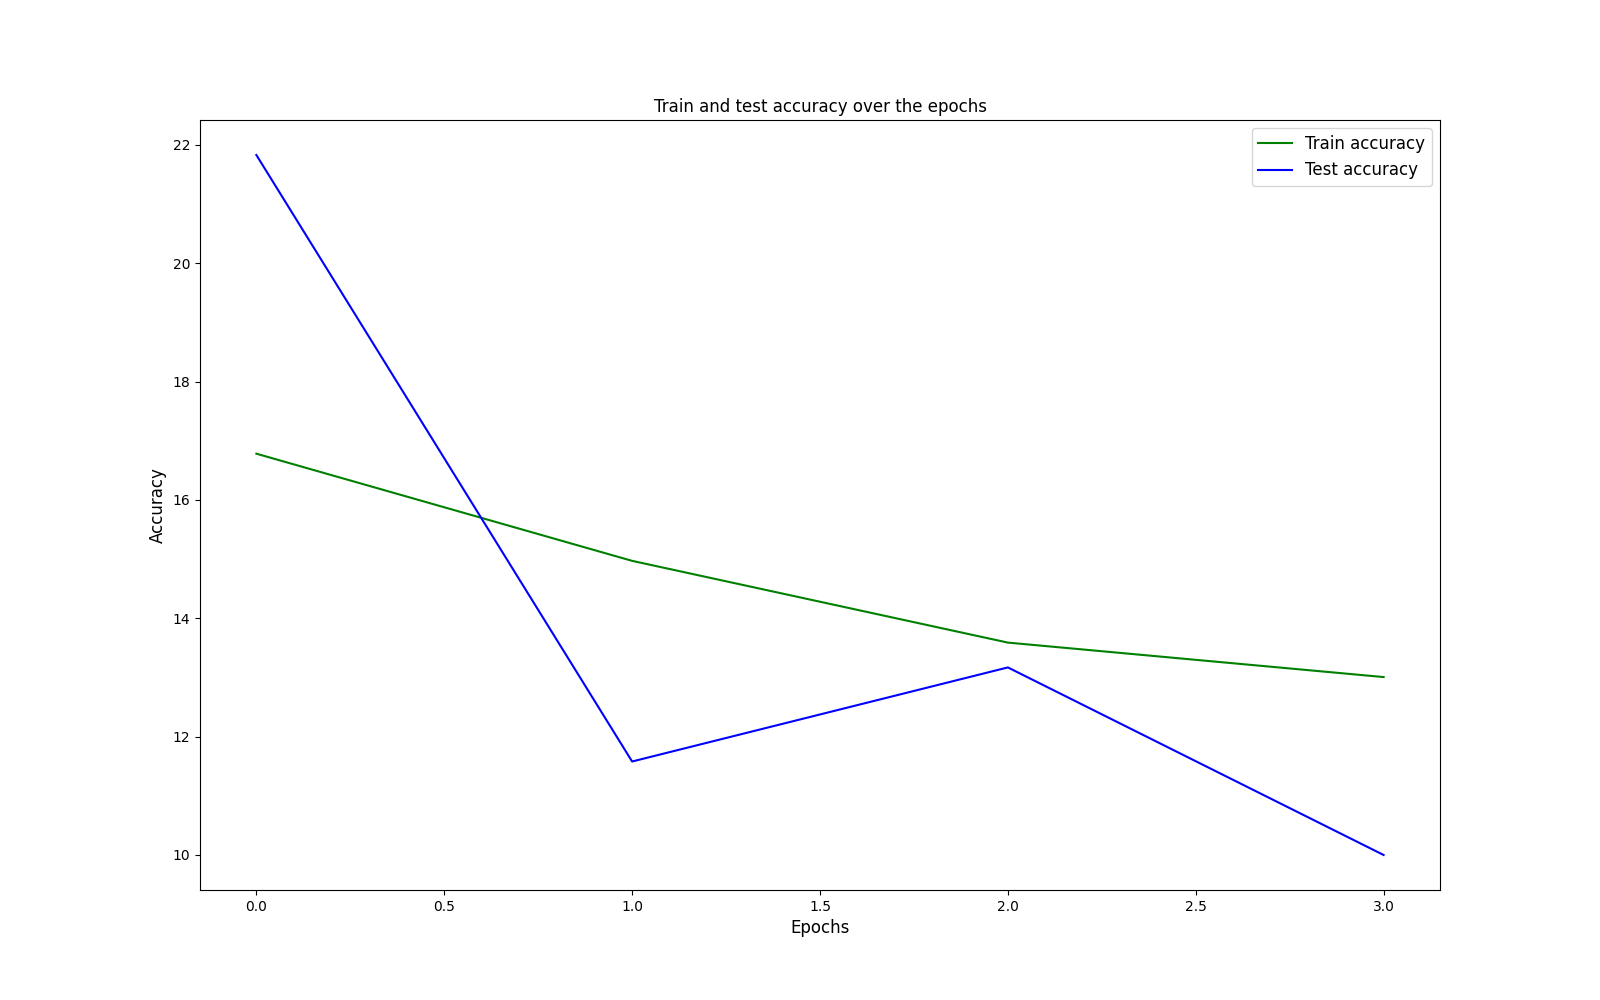 Train and test accuracy over the epochs
Train accuracy
Test accuracy
22
20
18
16
14
12
10
Accuracy
0.0 0.5 1.0 1.5 2.0 2.5 3.0
Epochs